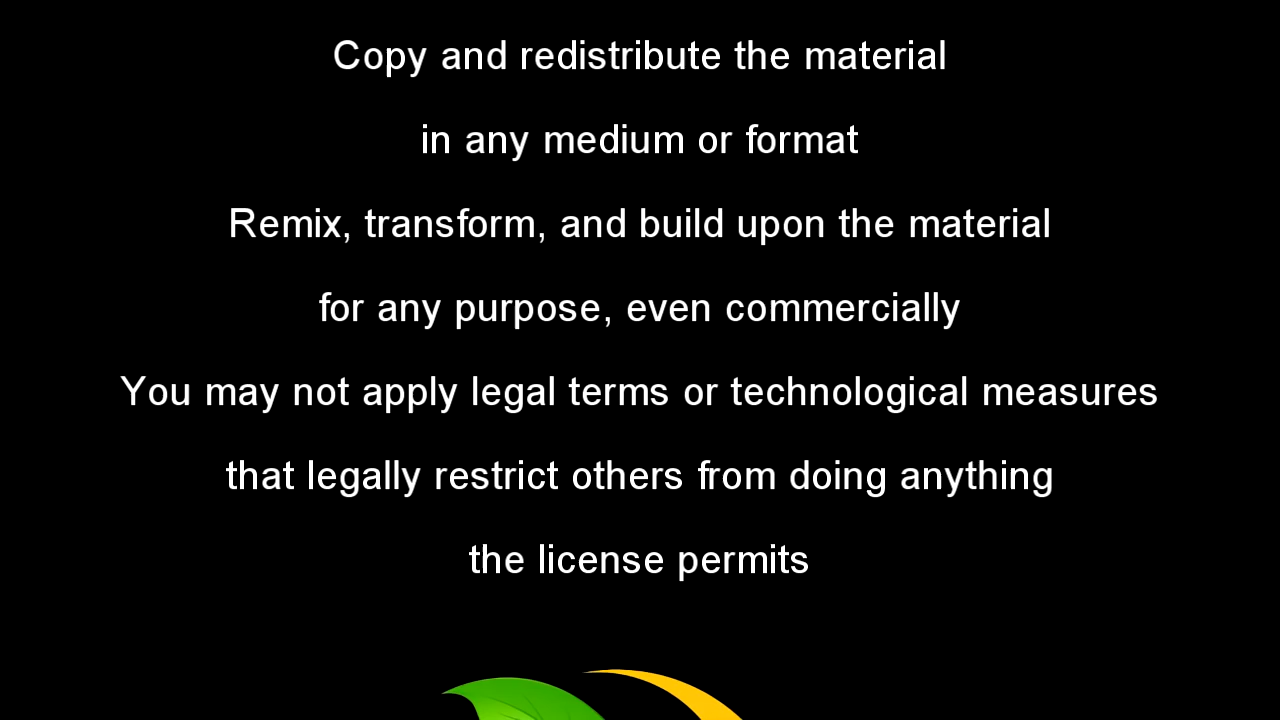 Copy and redistribute the material
in any medium or format
Remix, transform, and build upon the material
for any purpose, even commercially
You may not apply legal terms or technological measures
that legally restrict others from doing anything
the license permits